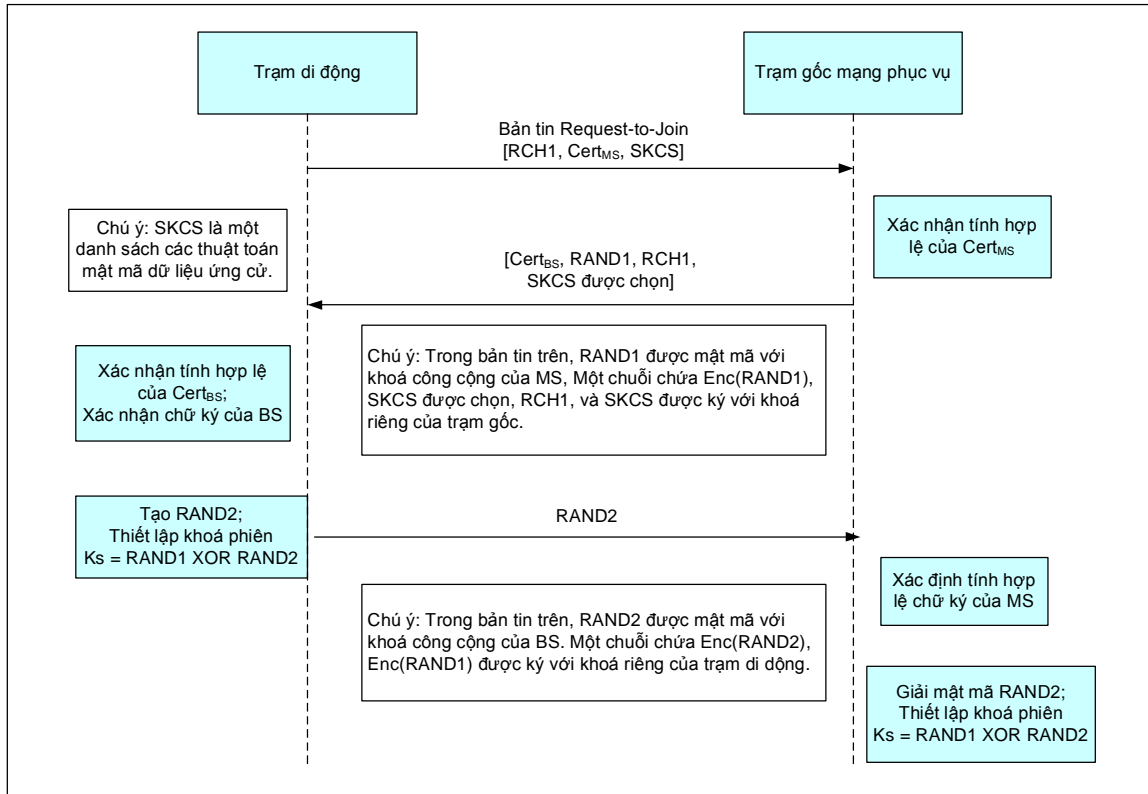 Trạm di động
Trạm gốc mạng phục vụ
Bản tin Request-to-Join
[RCH1, CertMS, SKCS]
Chú ý: SKCS là một
danh sách các thuật toán
mật mã dữ liệu ứng cử.
Xác nhận tính hợp
lệ của CertMS
[CertBS, RAND1, RCH1,
SKCS được chọn]
Xác nhận tính hợp lệ
của CertBS;
Xác nhận chữ ký của BS
Chú ý: Trong bản tin trên, RAND1 được mật mã với
khoá công cộng của MS, Một chuỗi chứa Enc(RAND1),
SKCS được chọn, RCH1, và SKCS được ký với khoá
riêng của trạm gốc.
Tạo RAND2;
Thiết lập khoá phiên
Ks = RAND1 XOR RAND2
RAND2
Xác định tính hợp
lệ chữ ký của MS
Chú ý: Trong bản tin trên, RAND2 được mật mã với
khoá công cộng của BS. Một chuỗi chứa Enc(RAND2),
Enc(RAND1) được ký với khoá riêng của trạm di dộng.
Giải mật mã RAND2;
Thiết lập khoá phiên
Ks = RAND1 XOR RAND2